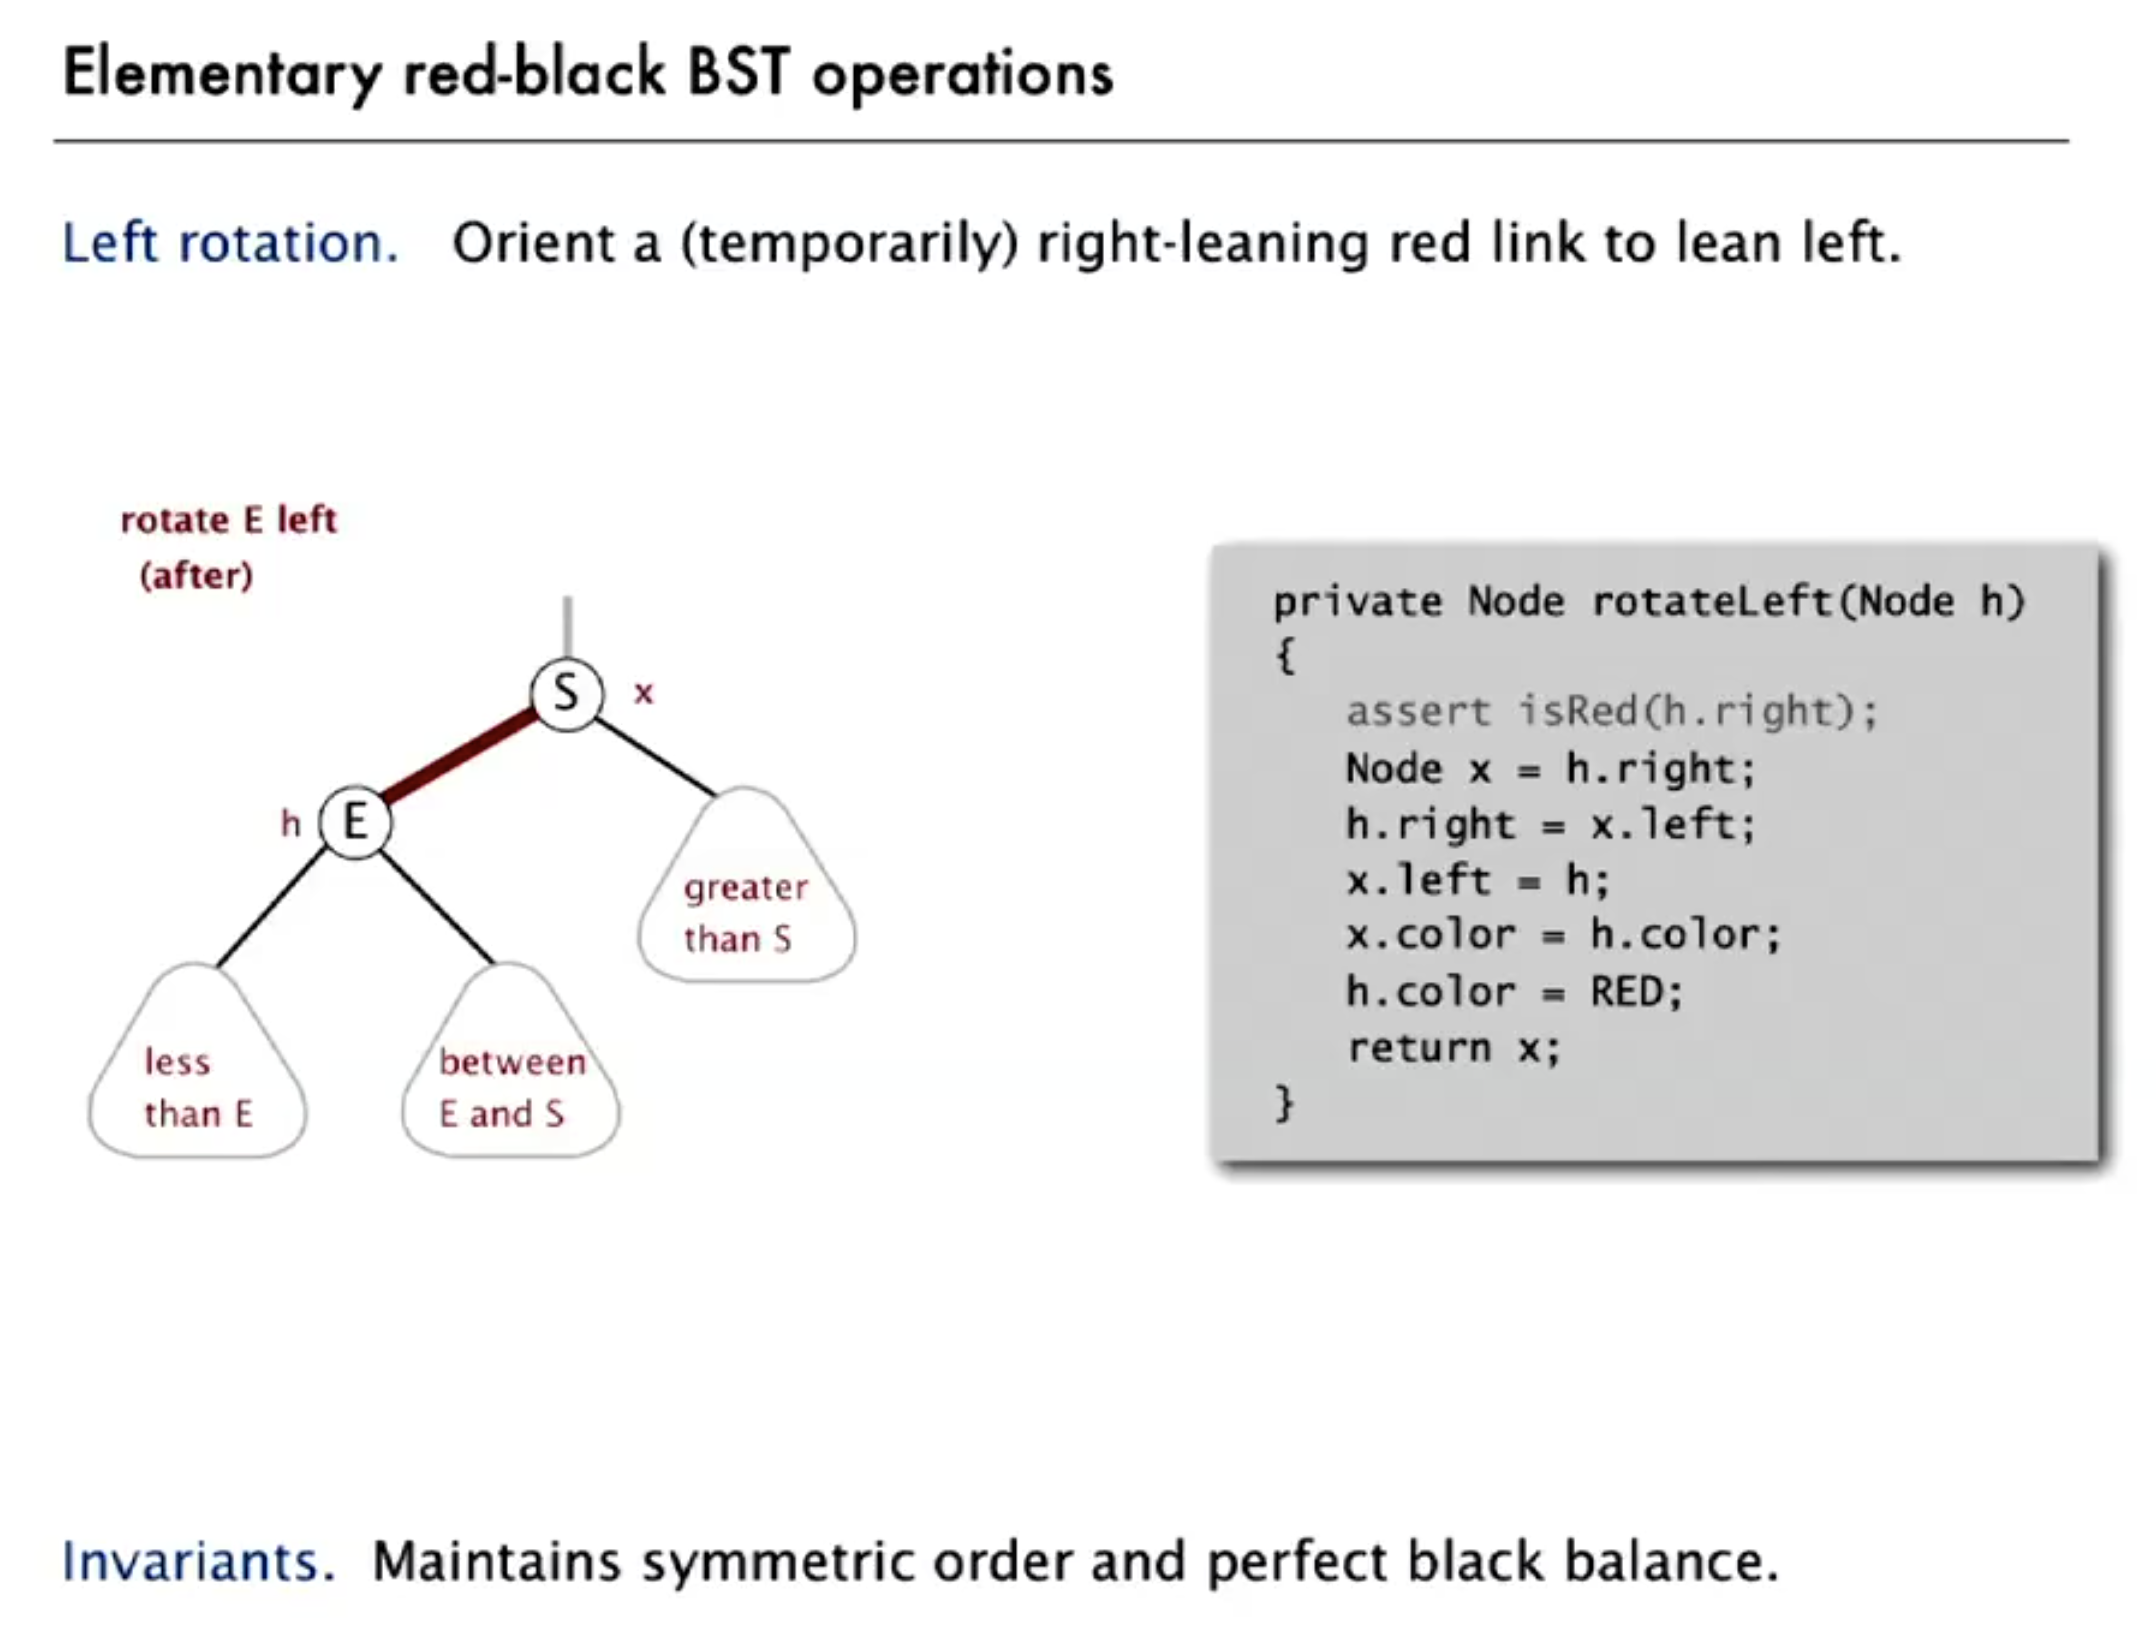 Elementary red-black BST operations
Left rotation. Orient a (temporarily) right-leaning red link to lean left.
rotate E left
(after)
S x
h E
greater
than S
less
than E
between
E and S
private Node rotateLeft(Node h)
{
assert isRed(h.right);
Node x = h.right;
h.right = x.left;
x.left = h;
x.color = h.color;
h.color = RED;
return x;
}
Invariants. Maintains symmetric order and perfect black balance.